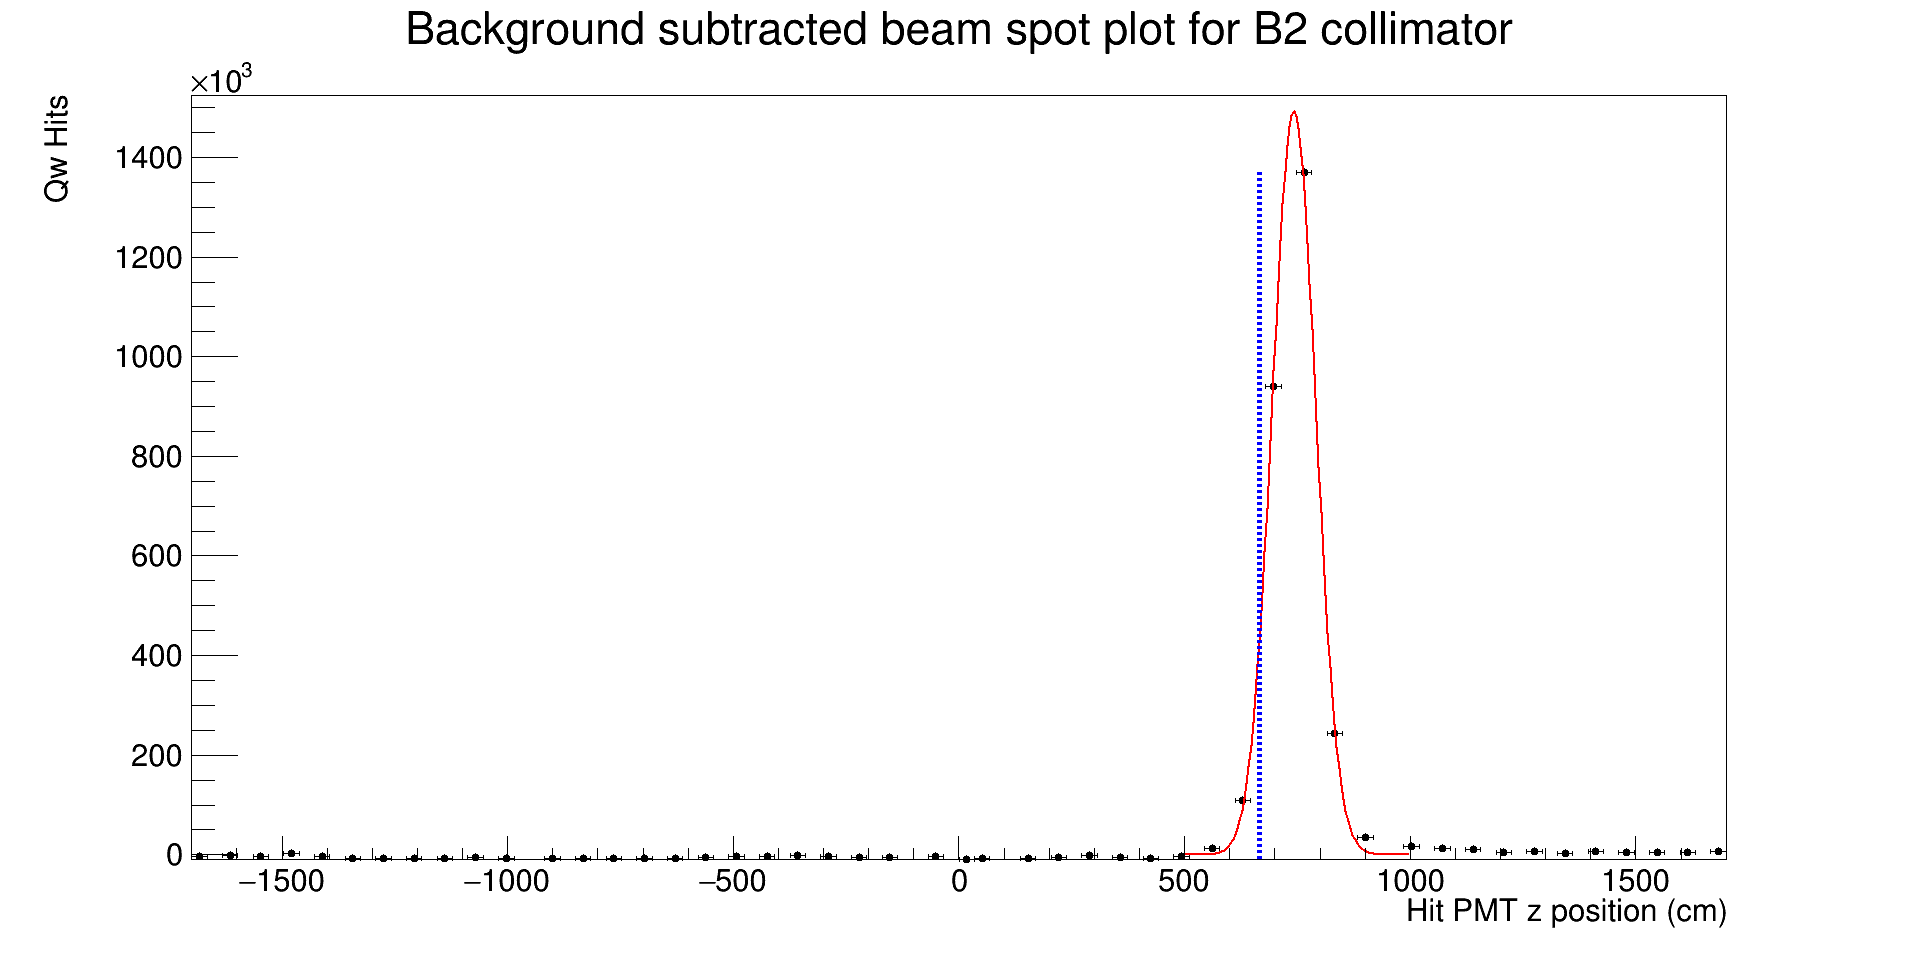 Background subtracted beam spot plot for B2 collimator
×10³
Qw Hits
1400
1200
1000
800
600
400
200
0
−1500 −1000 −500 0 500 1000 1500
Hit PMT z position (cm)